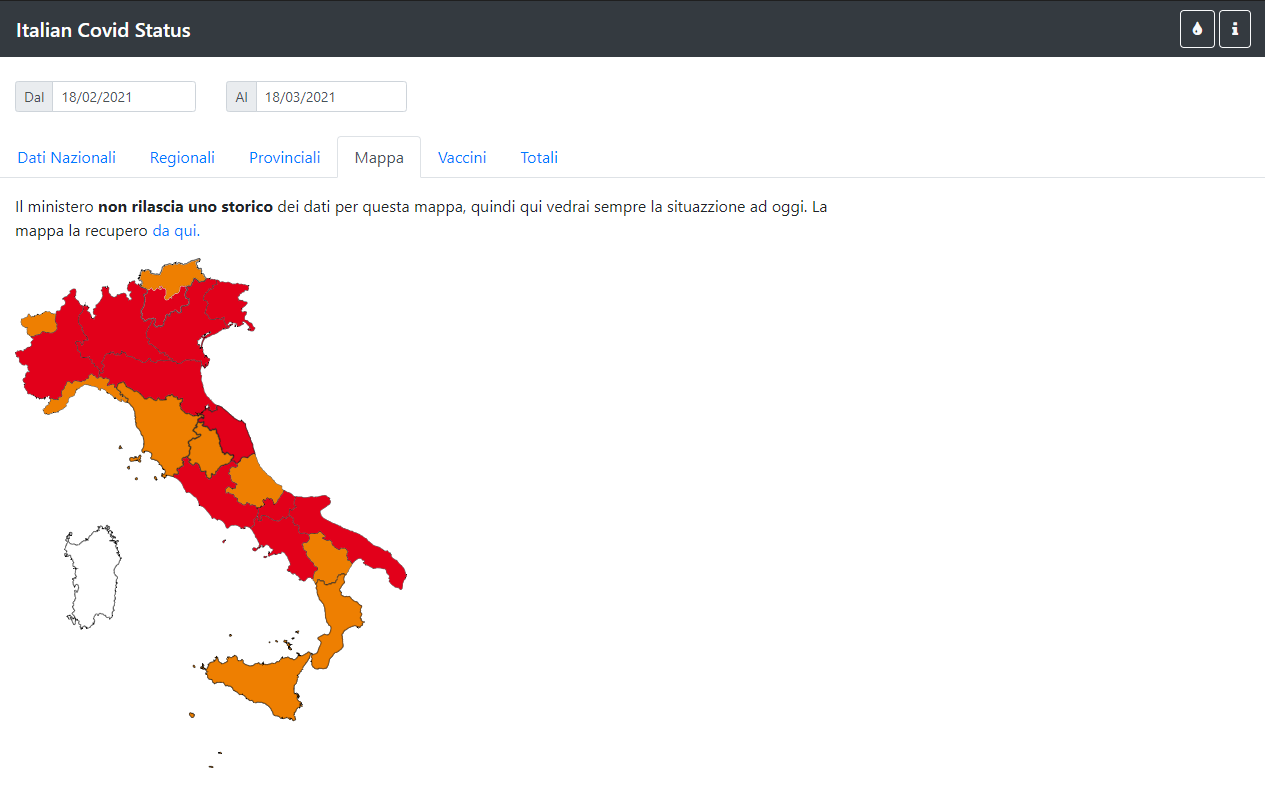 Italian Covid Status
Dal 18/02/2021 Al 18/03/2021
Dati Nazionali Regionali Provinciali Mappa Vaccini Totali
Il ministero non rilascia uno storico dei dati per questa mappa, quindi qui vedrai sempre la situazzione ad oggi. La
mappa la recupero da qui.